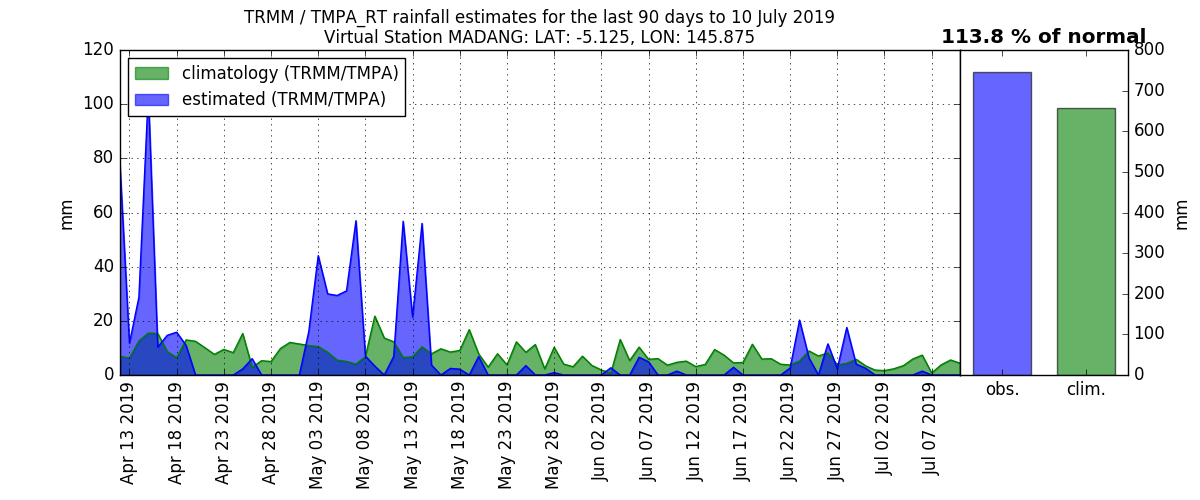 TRMM / TMPA_RT rainfall estimates for the last 90 days to 10 July 2019
Virtual Station MADANG: LAT: -5.125, LON: 145.875
113.8 % of normal
climatology (TRMM/TMPA)
estimated (TRMM/TMPA)
120
100
80
60
40
20
0
mm
800
700
600
500
400
300
200
100
0
mm
Apr 13 2019
Apr 18 2019
Apr 23 2019
Apr 28 2019
May 03 2019
May 08 2019
May 13 2019
May 18 2019
May 23 2019
May 28 2019
Jun 02 2019
Jun 07 2019
Jun 12 2019
Jun 17 2019
Jun 22 2019
Jun 27 2019
Jul 02 2019
Jul 07 2019
obs.
clim.